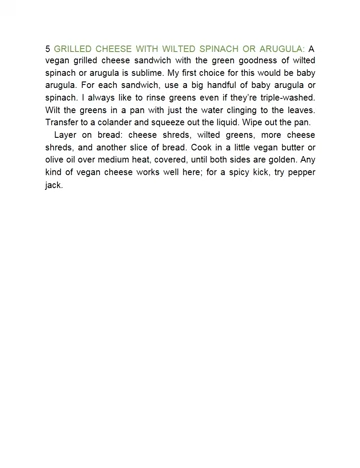 5 GRILLED CHEESE WITH WILTED SPINACH OR ARUGULA: A
vegan grilled cheese sandwich with the green goodness of wilted
spinach or arugula is sublime. My first choice for this would be baby
arugula. For each sandwich, use a big handful of baby arugula or
spinach. I always like to rinse greens even if they’re triple-washed.
Wilt the greens in a pan with just the water clinging to the leaves.
Transfer to a colander and squeeze out the liquid. Wipe out the pan.
Layer on bread: cheese shreds, wilted greens, more cheese
shreds, and another slice of bread. Cook in a little vegan butter or
olive oil over medium heat, covered, until both sides are golden. Any
kind of vegan cheese works well here; for a spicy kick, try pepper
jack.